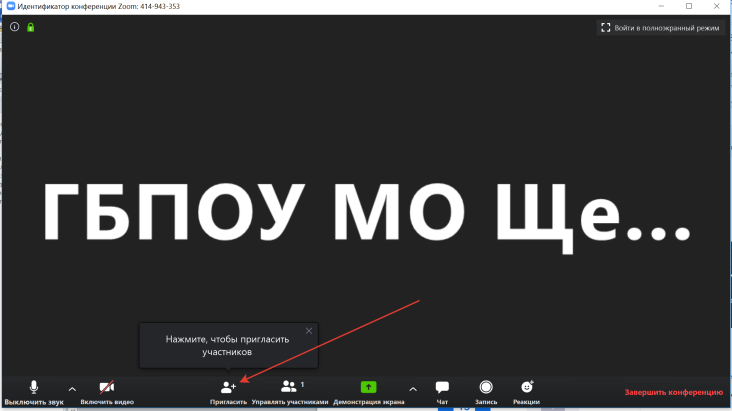 Идентификатор конференции Zoom: 414-943-353
Войти в полноэкранный режим
ГБПОУ МО Ще...
Нажмите, чтобы пригласить
участников
1
Выключить звук
Включить видео
Пригласить
Управлять участниками
Демонстрация экрана
Чат
Запись
Реакции
Завершить конференцию